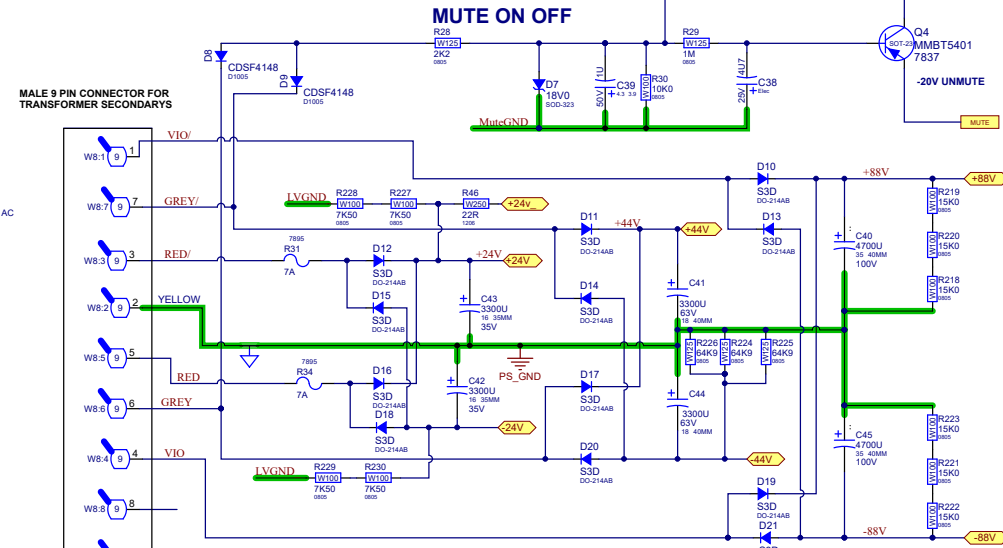 MUTE ON OFF
R28
W125
2K2
0805
R29
W125
1M
0805
Q4
SOT-23
MMBT5401
7837
-20V UNMUTE
MUTE
D8
CDSF4148
D1005
D9
CDSF4148
D1005
D7
18V0
SOD-323
1U
50V
C39
4.3 3.9
R30
W125
10K0
0805
4U7
25V
C38
Elec
MuteGND
MALE 9 PIN CONNECTOR FOR
TRANSFORMER SECONDARYS
AC
W8:1
9
1
VIO/
W8:7
9
7
GREY/
W8:3
9
3
RED/
W8:2
9
2
YELLOW
W8:5
9
5
RED
W8:6
9
6
GREY
W8:4
9
4
VIO
W8:8
9
8
LVGND
R228
W100
7K50
0805
R227
W100
7K50
0805
R46
W250
22R
1206
+24v_
7895
R31
7A
D12
S3D
DO-214AB
D15
S3D
DO-214AB
+24V
+24V
C43
3300U
16 35MM
35V
7895
R34
7A
D16
S3D
DO-214AB
D18
S3D
DO-214AB
C42
3300U
16 35MM
35V
PS_GND
-24V
LVGND
R229
W100
7K50
0805
R230
W100
7K50
0805
D11
S3D
DO-214AB
+44V
+44V
D14
S3D
DO-214AB
C41
3300U
63V
18 40MM
R226
W125
64K9
0805
R224
W125
64K9
0805
R225
W125
64K9
0805
D17
S3D
DO-214AB
C44
3300U
63V
18 40MM
D20
S3D
DO-214AB
-44V
D10
S3D
DO-214AB
D13
S3D
DO-214AB
+88V
+88V
C40
4700U
35 40MM
100V
R219
W100
15K0
0805
R220
W100
15K0
0805
R218
W100
15K0
0805
C45
4700U
35 40MM
100V
R223
W100
15K0
0805
R221
W100
15K0
0805
R222
W100
15K0
0805
D19
S3D
DO-214AB
D21
-88V
-88V